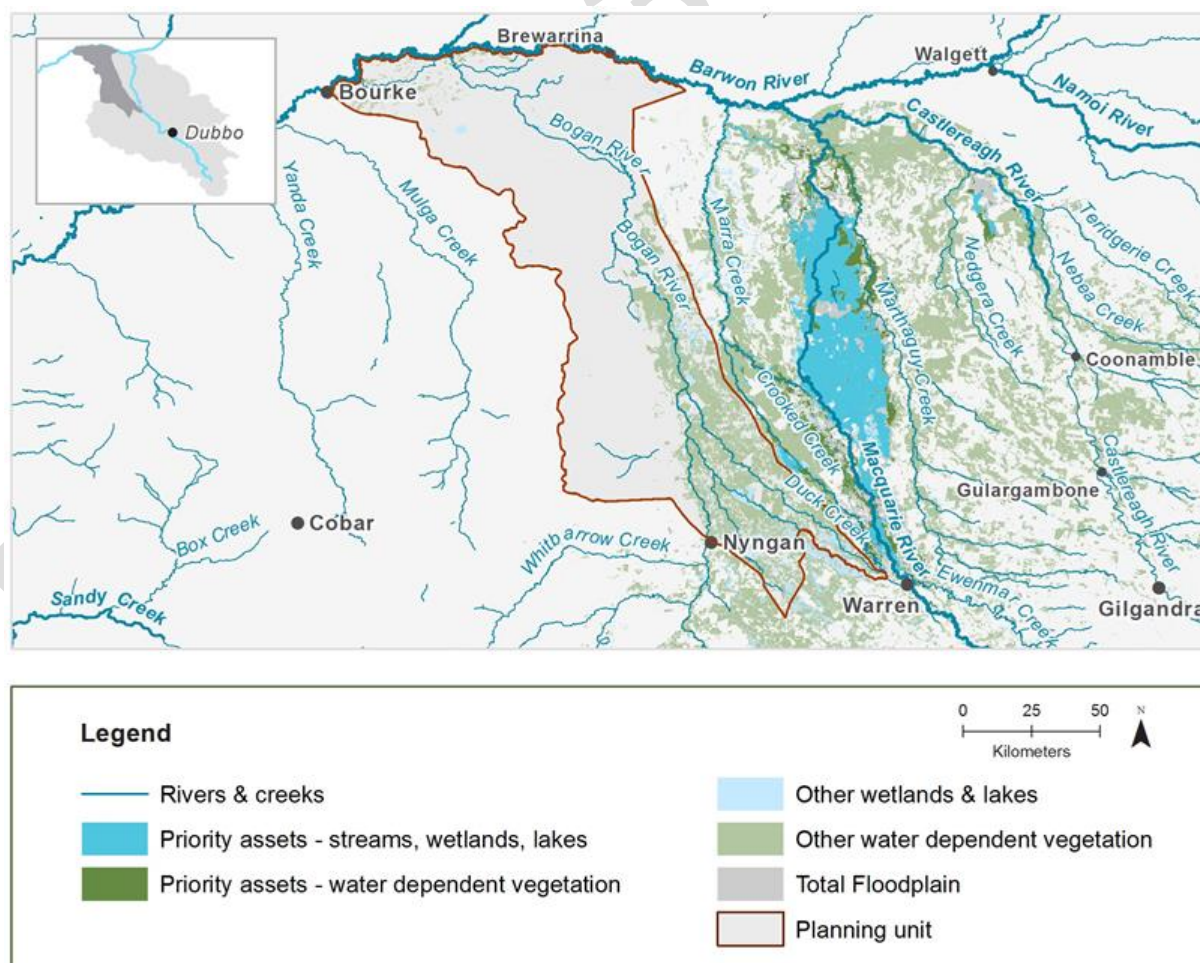 Brewarrina
Walgett
Barwon River
Namoi River
Bourke
Dubbo
Castlereagh River
Bogan River
Yanda Creek
Mulga Creek
Marra Creek
Bogan River
Terridgerie Creek
Nedgera Creek
Nebea Creek
Marthaguy Creek
Coonamble
Crooked Creek
Macquarie River
Castlereagh River
Gulargambone
Duck Creek
Cobar
Box Creek
Nyngan
Whitbarrow Creek
Ewenmar Creek
Sandy Creek
Warren
Gilgandra
Legend
0 25 50
N
Kilometers
Rivers & creeks
Priority assets - streams, wetlands, lakes
Priority assets - water dependent vegetation
Other wetlands & lakes
Other water dependent vegetation
Total Floodplain
Planning unit